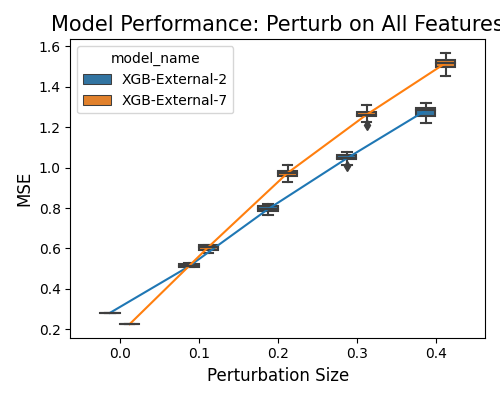 Model Performance: Perturb on All Features
model_name
XGB-External-2
XGB-External-7
MSE
1.6
1.4
1.2
1.0
0.8
0.6
0.4
0.2
0.0 0.1 0.2 0.3 0.4
Perturbation Size